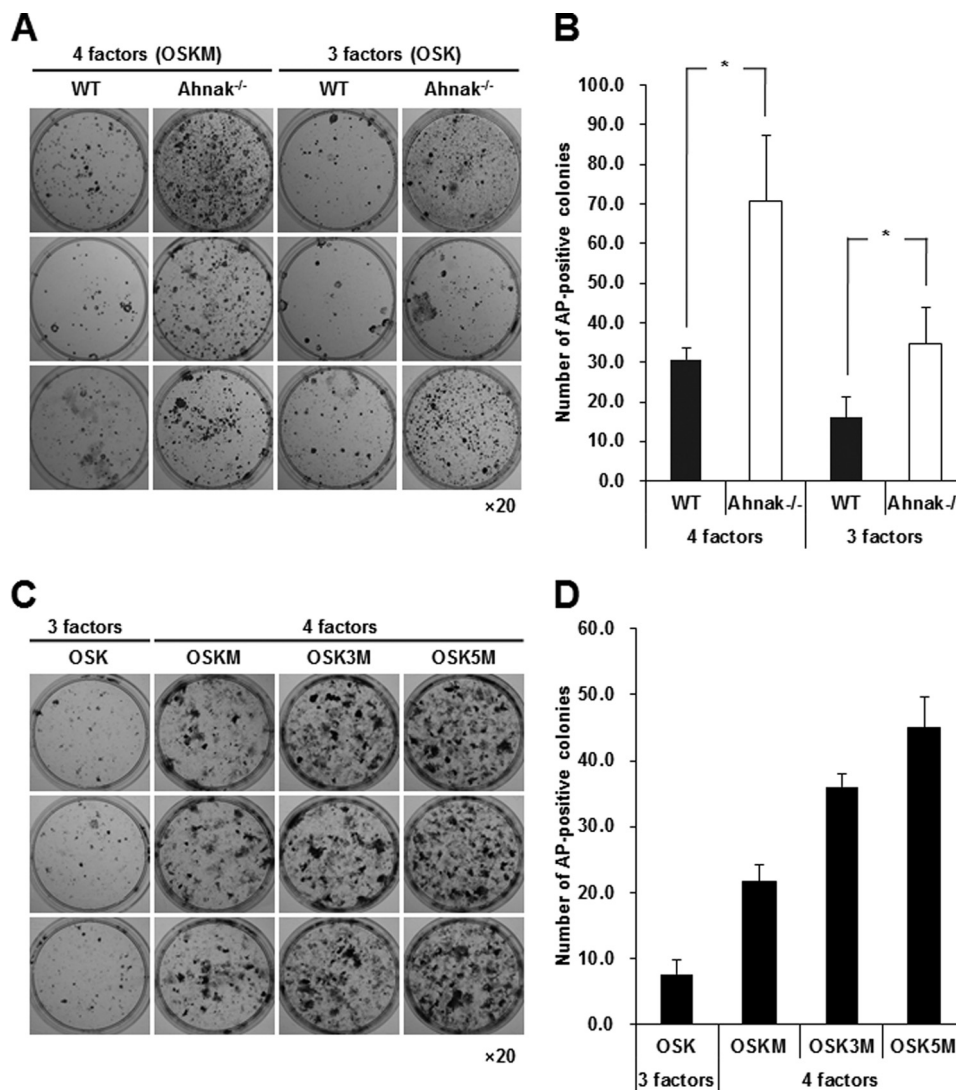 A
4 factors (OSKM) 3 factors (OSK)
WT Ahnak-/- WT Ahnak-/-
×20
B
Number of AP-positive colonies
100.0
90.0
80.0
70.0
60.0
50.0
40.0
30.0
20.0
10.0
0.0
*
*
WT Ahnak-/- WT Ahnak-/
4 factors 3 factors
C
3 factors 4 factors
OSK OSKM OSK3M OSK5M
×20
D
Number of AP-positive colonies
60.0
50.0
40.0
30.0
20.0
10.0
0.0
OSK OSKM OSK3M OSK5M
3 factors 4 factors